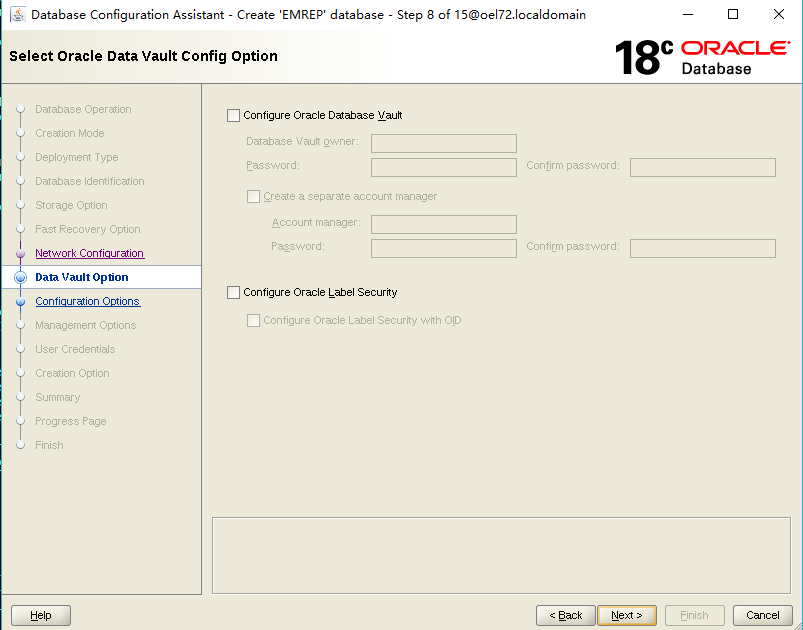 Database Configuration Assistant - Create 'EMREP' database - Step 8 of 15@oel72.localdomain
Select Oracle Data Vault Config Option
18c ORACLE Database
Database Operation
Creation Mode
Deployment Type
Database Identification
Storage Option
Fast Recovery Option
Network Configuration
Data Vault Option
Configuration Options
Management Options
User Credentials
Creation Option
Summary
Progress Page
Finish
Configure Oracle Database Vault
Database Vault owner:
Password: Confirm password:
Create a separate account manager
Account manager:
Password: Confirm password:
Configure Oracle Label Security
Configure Oracle Label Security with OID
Help < Back Next > Finish Cancel